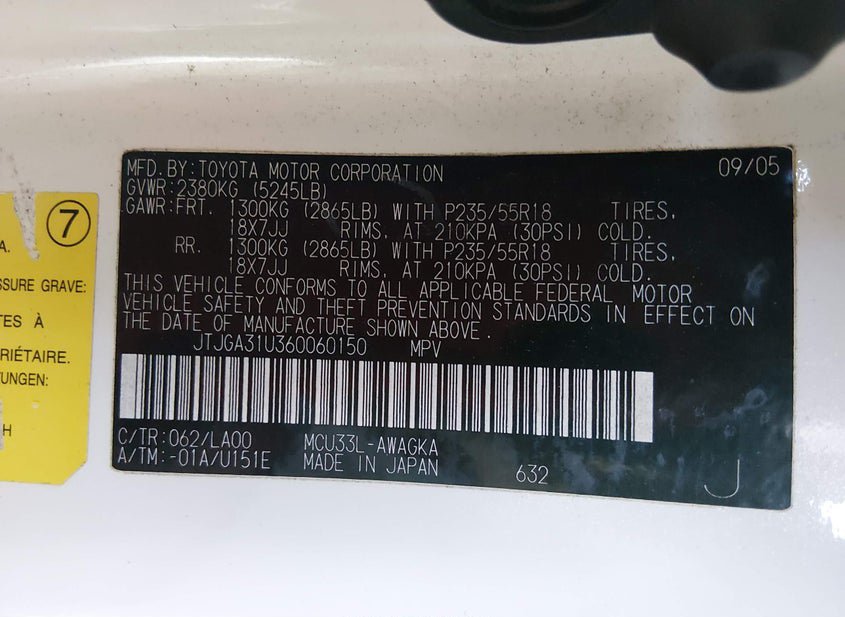 MFD.BY:TOYOTA MOTOR CORPORATION 09/05
GVWR:2380KG (5245LB)
GAWR:FRT. 1300KG (2865LB) WITH P235/55R18 TIRES,
18X7JJ RIMS, AT 210KPA (30PSI) COLD.
RR. 1300KG (2865LB) WITH P235/55R18 TIRES,
18X7JJ RIMS, AT 210KPA (30PSI) COLD.
THIS VEHICLE CONFORMS TO ALL APPLICABLE FEDERAL MOTOR
VEHICLE SAFETY AND THEFT PREVENTION STANDARDS IN EFFECT ON
THE DATE OF MANUFACTURE SHOWN ABOVE.
JTJGA31U360060150 MPV
C/TR:062/LA00 MCU33L-AWAGKA
A/TM:-01A/U151E MADE IN JAPAN 632 J
7
A.
SSURE GRAVE:
TES À
RIÉTAIRE.
TUNGEN:
H